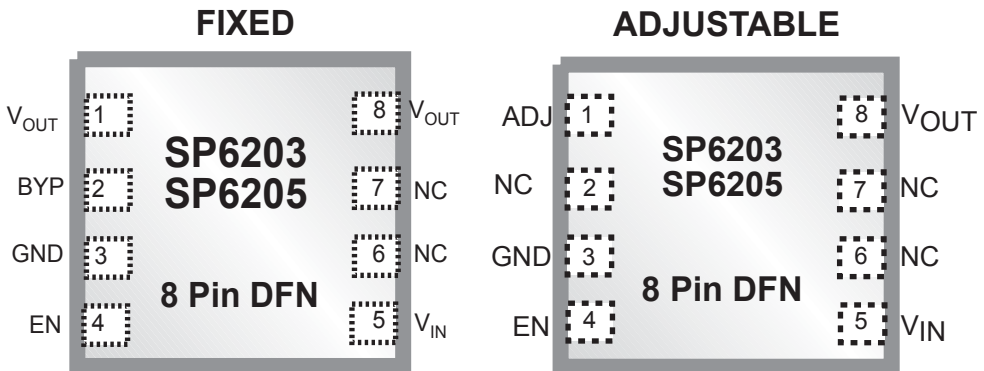 FIXED
VOUT 1 8 VOUT
SP6203
SP6205
BYP 2 7 NC
GND 3 6 NC
8 Pin DFN
EN 4 5 VIN
ADJUSTABLE
ADJ 1 8 VOUT
SP6203
SP6205
NC 2 7 NC
GND 3 6 NC
8 Pin DFN
EN 4 5 VIN